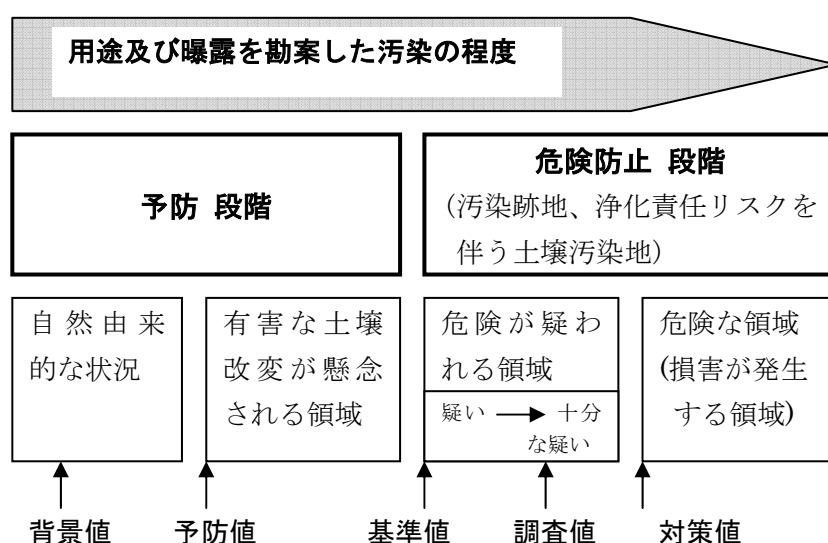 用途及び曝露を勘案した汚染の程度
予防 段階
危険防止 段階
(汚染跡地、浄化責任リスクを
伴う土壌汚染地)
自然由来
的な状況
有害な土壌
改変が懸念
される領域
危険が疑わ
れる領域
疑い → 十分
な疑い
危険な領域
(損害が発生
する領域)
背景値 予防値 基準値 調査値 対策値